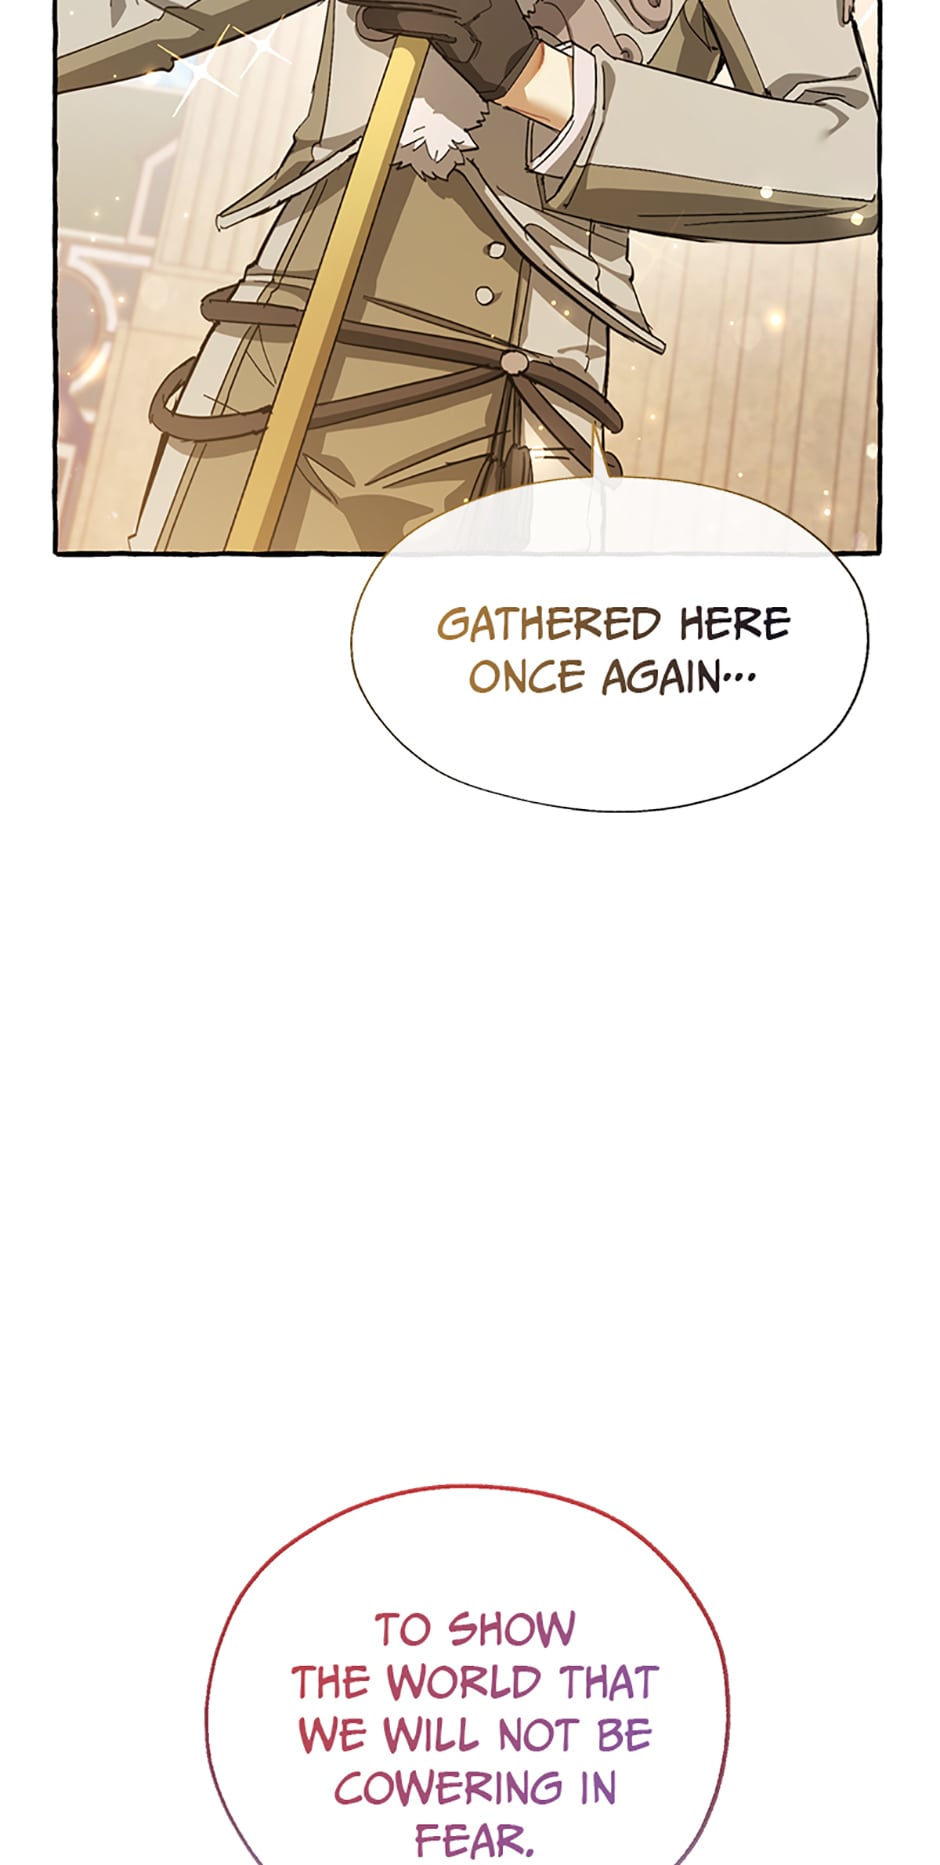 GATHERED HERE
ONCE AGAIN...
TO SHOW
THE WORLD THAT
WE WILL NOT BE
COWERING IN
FEAR.